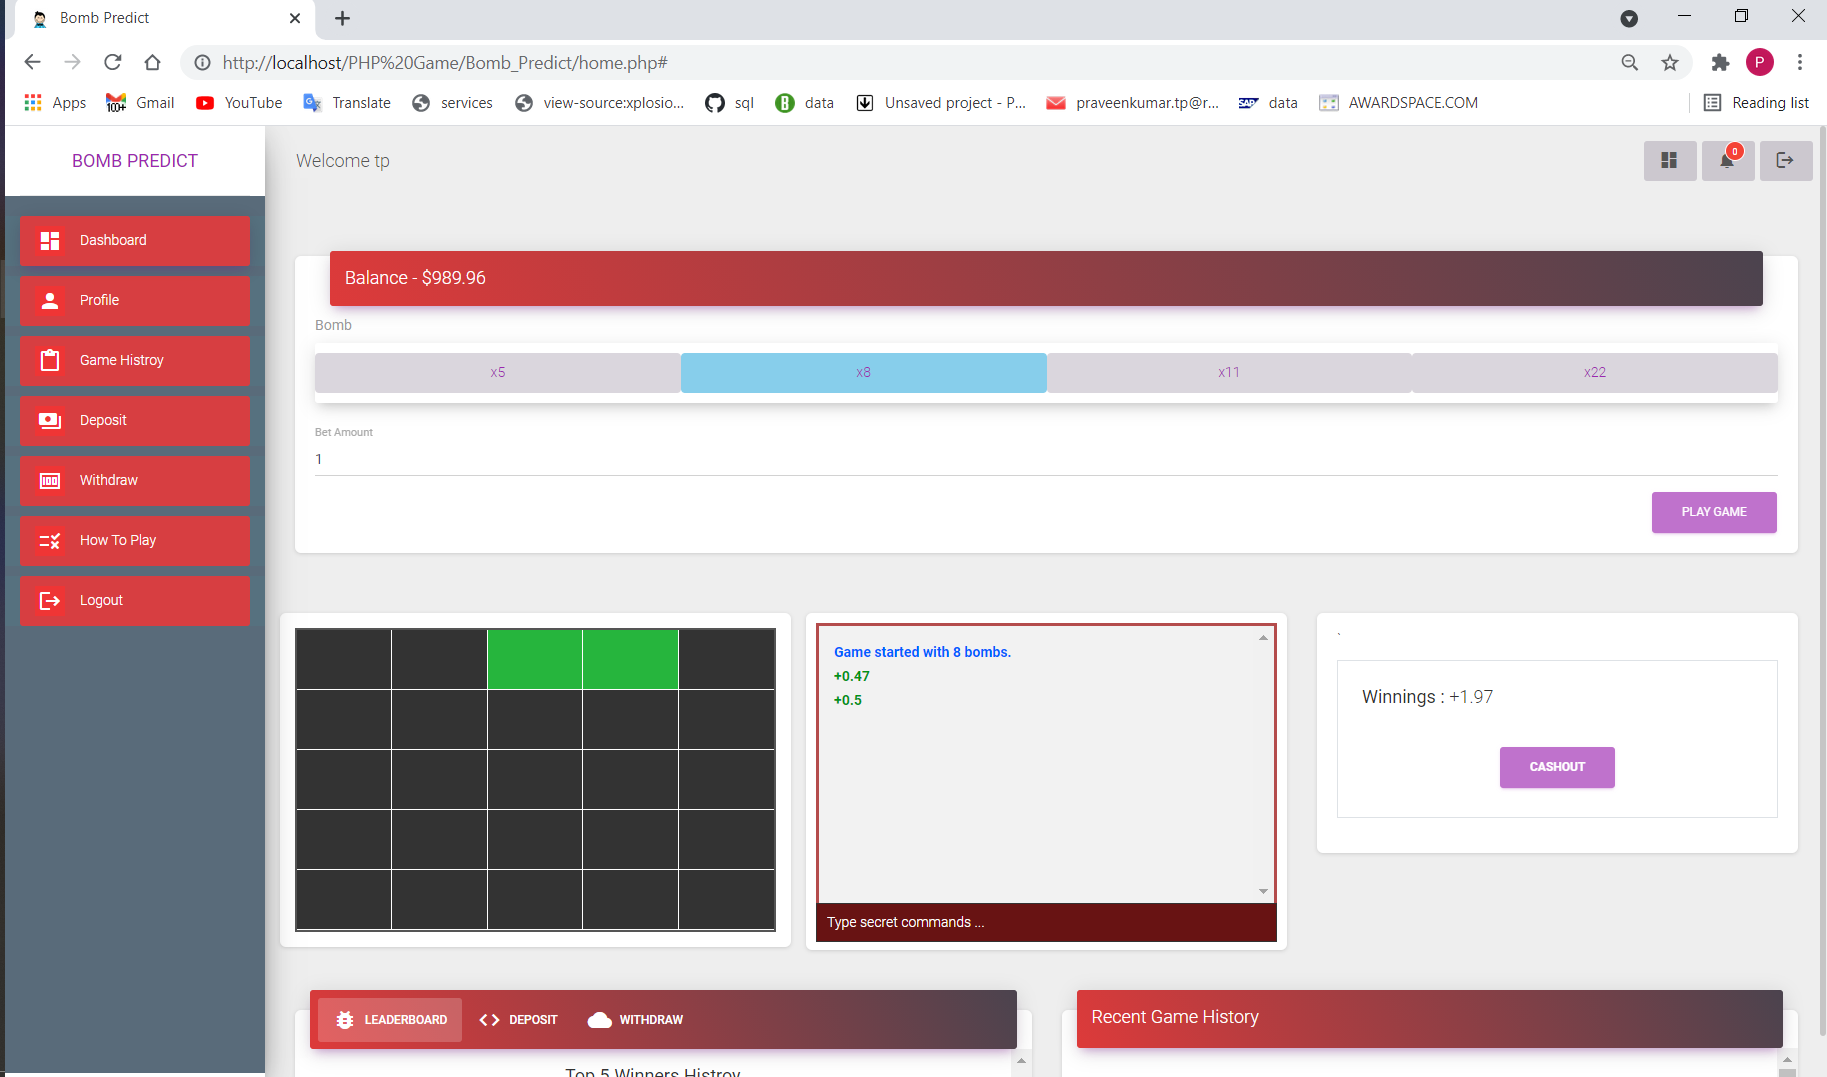 Bomb Predict
http://localhost/PHP%20Game/Bomb_Predict/home.php#
P
Apps
100+
Gmail
YouTube
Translate
services
view-source:xplosio...
sql
data
Unsaved project - P...
praveenkumar.tp@r...
SAP
data
AWARDSPACE.COM
Reading list
BOMB PREDICT
Welcome tp
0
Dashboard
Profile
Game Histroy
Deposit
Withdraw
How To Play
Logout
Balance - $989.96
Bomb
x5
x8
x11
x22
Bet Amount
1
PLAY GAME
Game started with 8 bombs.
+0.47
+0.5
Type secret commands ...
`
Winnings : +1.97
CASHOUT
LEADERBOARD
DEPOSIT
WITHDRAW
Top 5 Winners Histroy
Recent Game History